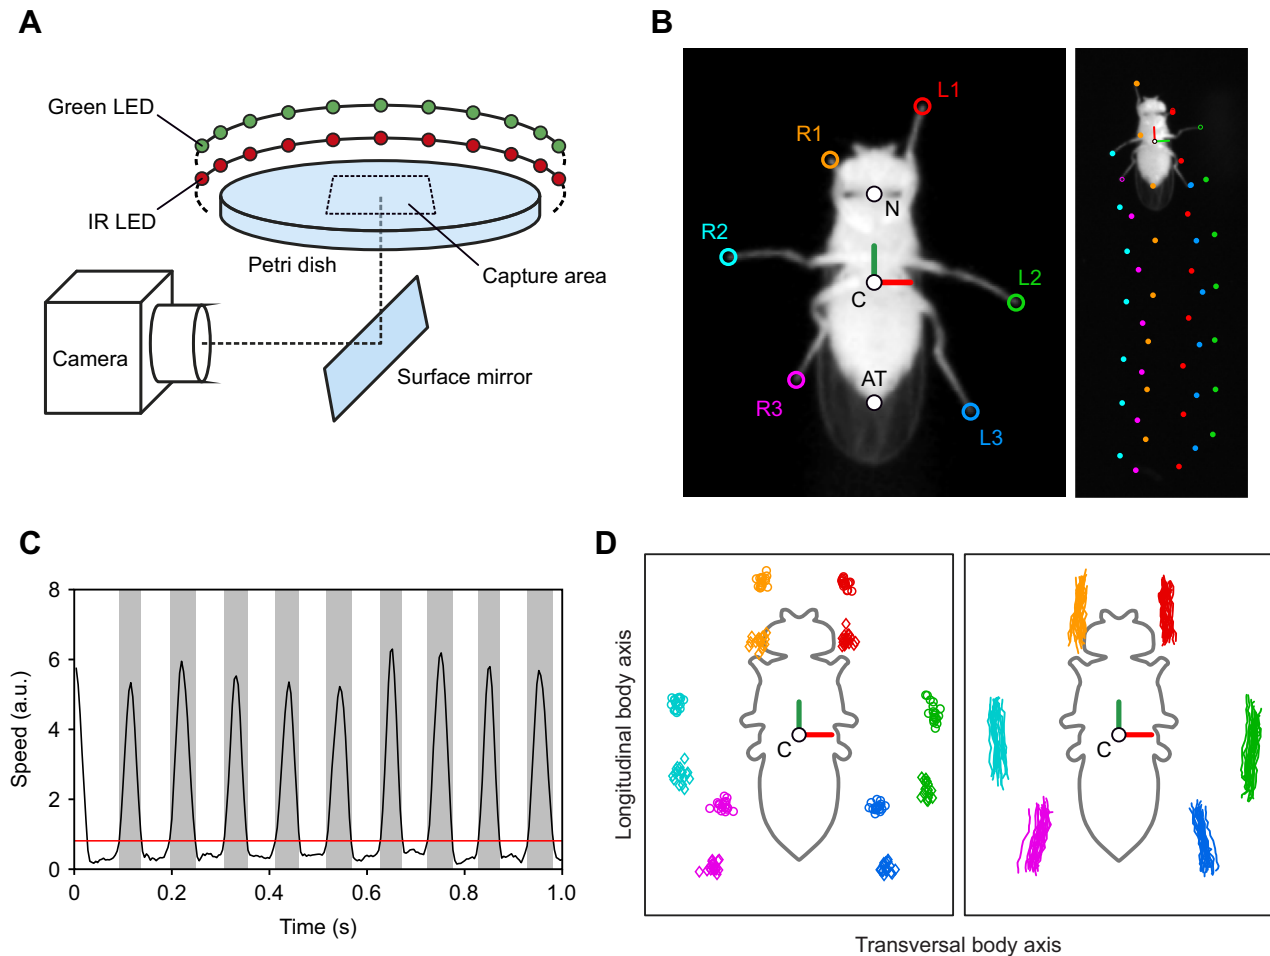 A
Green LED
IR LED
Petri dish
Capture area
Camera
Surface mirror
B
L1
R1
N
R2
C
L2
AT
R3
L3
C
Speed (a.u.)
8
6
4
2
0
0 0.2 0.4 0.6 0.8 1.0
Time (s)
D
Longitudinal body axis
C
C
Transversal body axis